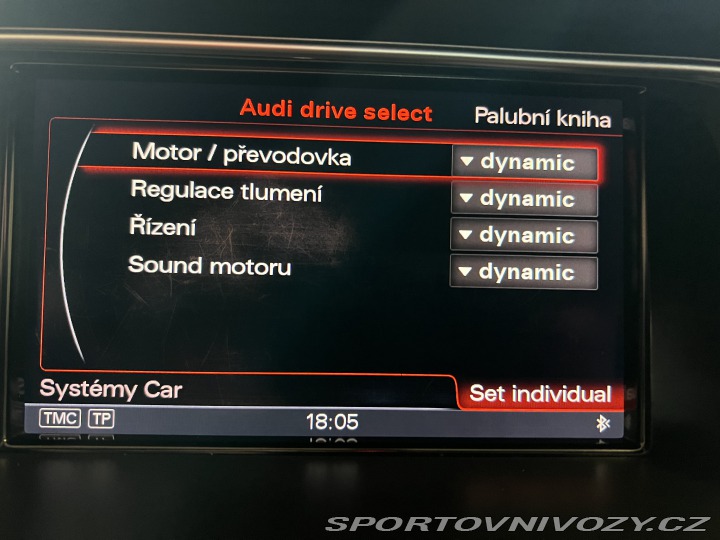 Audi drive select
Palubní kniha
Motor / převodovka dynamic
Regulace tlumení dynamic
Řízení dynamic
Sound motoru dynamic
Systémy Car
Set individual
TMC TP 18:05
SPORTOVNIVOZY.CZ